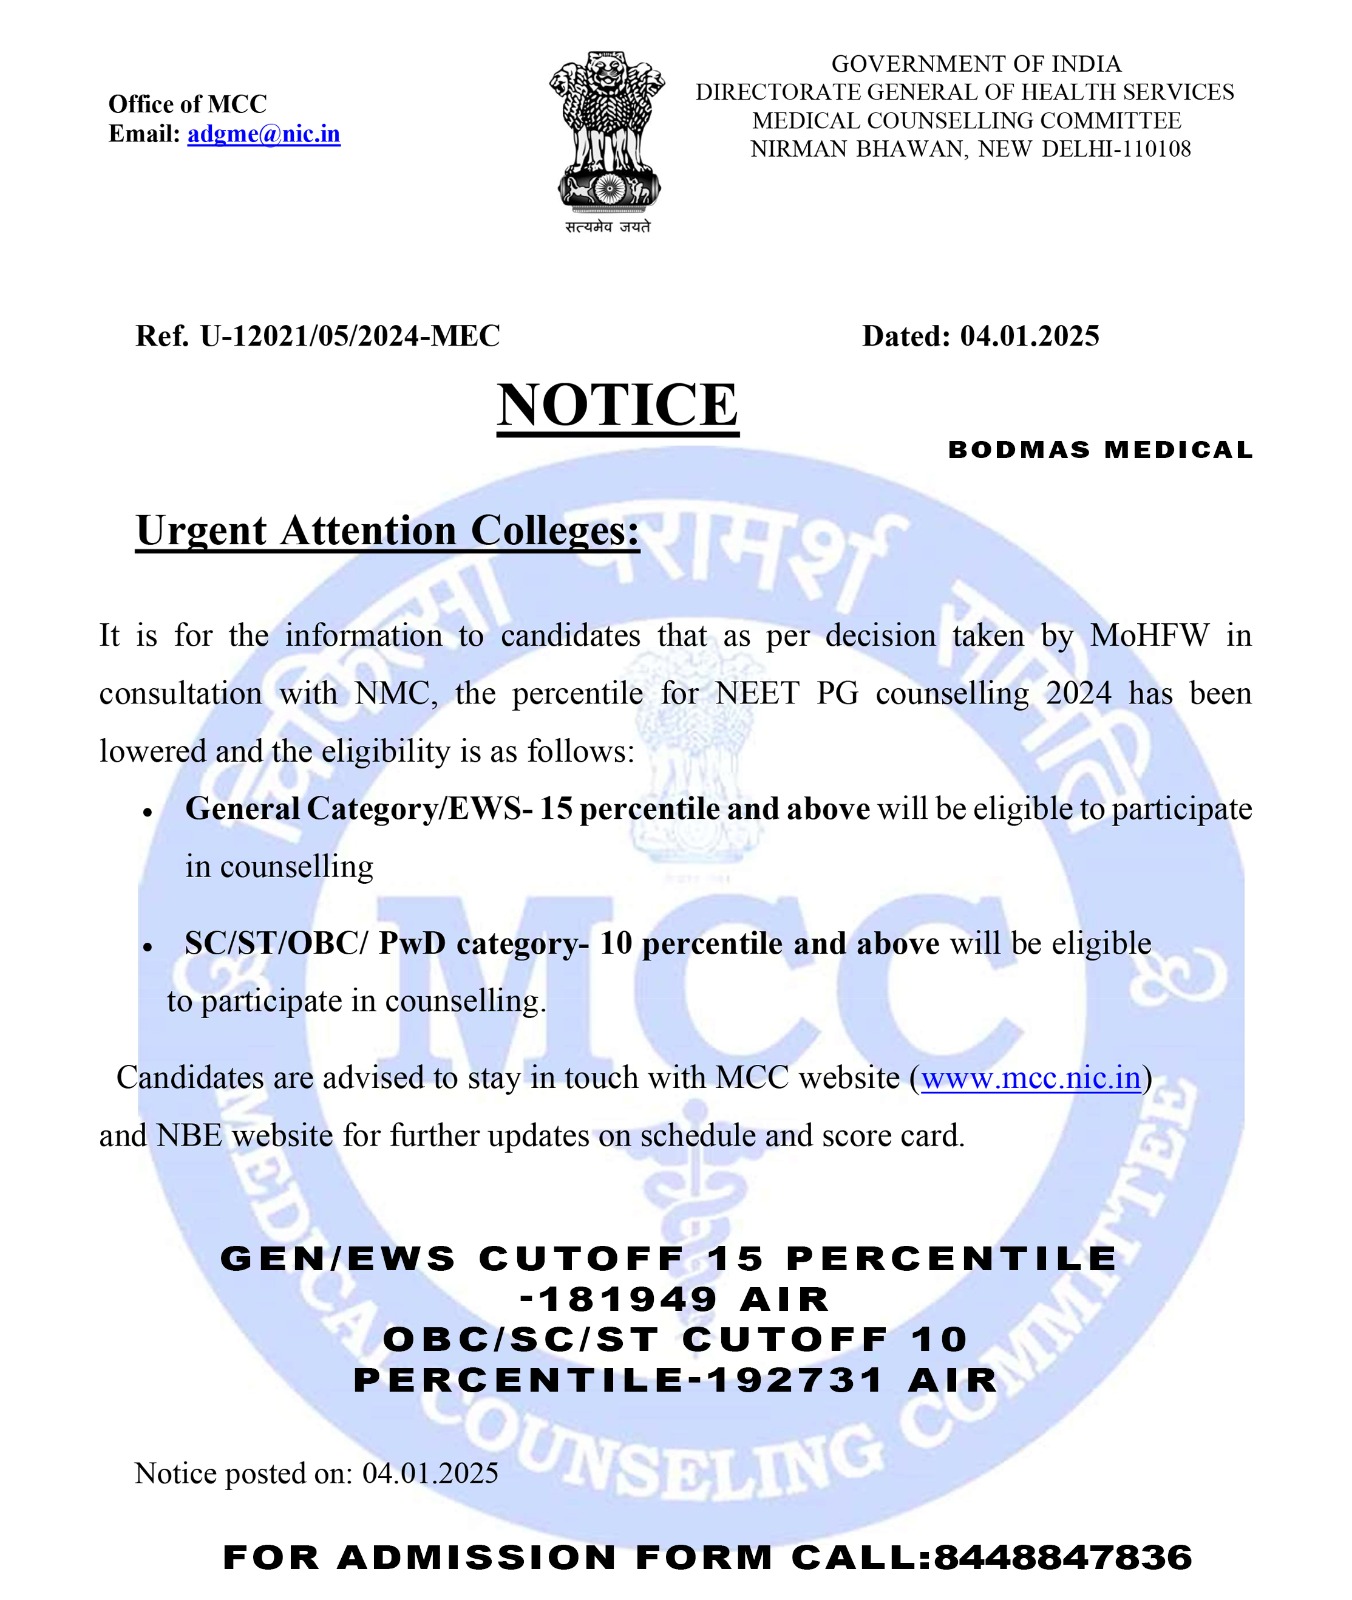 Office of MCC
Email: adgme@nic.in
सत्यमेव जयते
GOVERNMENT OF INDIA
DIRECTORATE GENERAL OF HEALTH SERVICES
MEDICAL COUNSELLING COMMITTEE
NIRMAN BHAWAN, NEW DELHI-110108
Ref. U-12021/05/2024-MEC Dated: 04.01.2025
NOTICE
BODMAS MEDICAL
Urgent Attention Colleges:
चिकित्सा परामर्श समिति
It is for the information to candidates that as per decision taken by MoHFW in
consultation with NMC, the percentile for NEET PG counselling 2024 has been
lowered and the eligibility is as follows:
• General Category/EWS- 15 percentile and above will be eligible to participate
in counselling
MCC
• SC/ST/OBC/ PwD category- 10 percentile and above will be eligible
to participate in counselling.
Candidates are advised to stay in touch with MCC website (www.mcc.nic.in)
and NBE website for further updates on schedule and score card.
MEDICAL COUNSELING COMMITTEE
GEN/EWS CUTOFF 15 PERCENTILE
-181949 AIR
OBC/SC/ST CUTOFF 10
PERCENTILE-192731 AIR
Notice posted on: 04.01.2025
FOR ADMISSION FORM CALL:8448847836